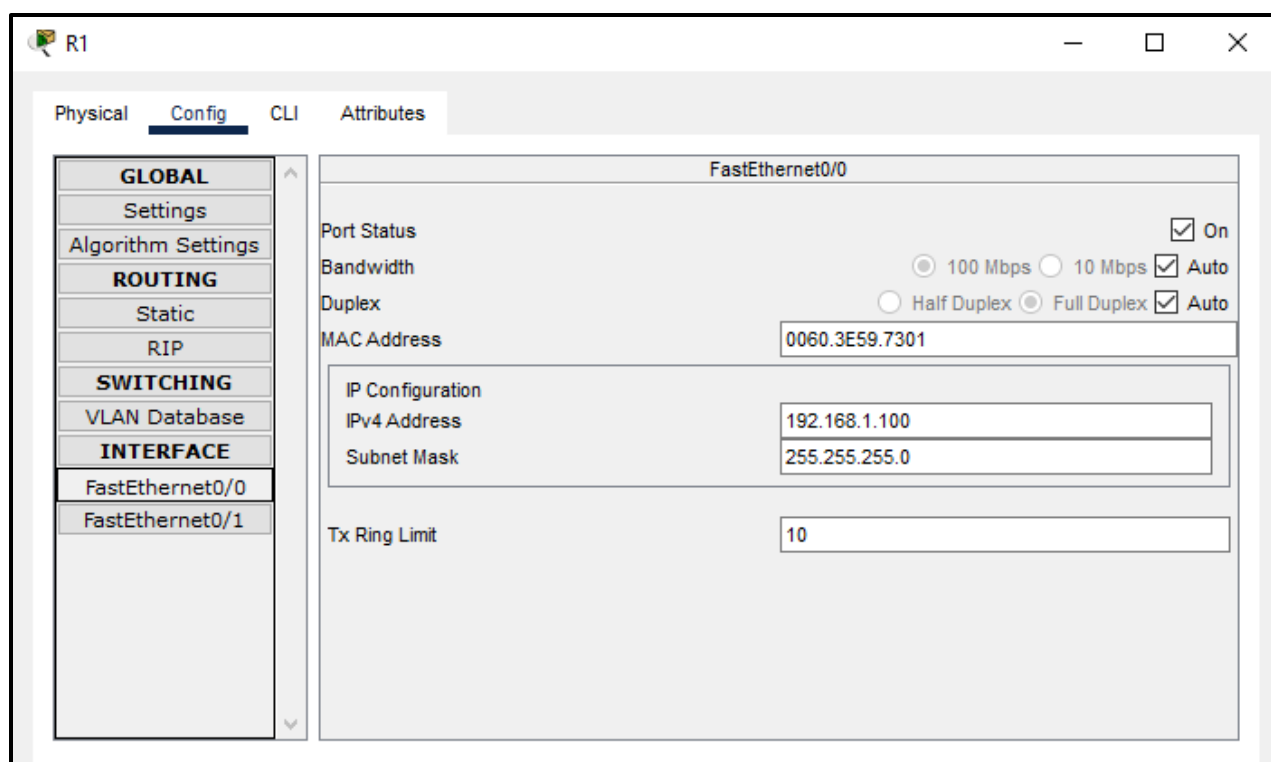 R1
Physical Config CLI Attributes
GLOBAL
Settings
Algorithm Settings
ROUTING
Static
RIP
SWITCHING
VLAN Database
INTERFACE
FastEthernet0/0
FastEthernet0/1
FastEthernet0/0
Port Status On
Bandwidth 100 Mbps 10 Mbps Auto
Duplex Half Duplex Full Duplex Auto
MAC Address 0060.3E59.7301
IP Configuration
IPv4 Address 192.168.1.100
Subnet Mask 255.255.255.0
Tx Ring Limit 10